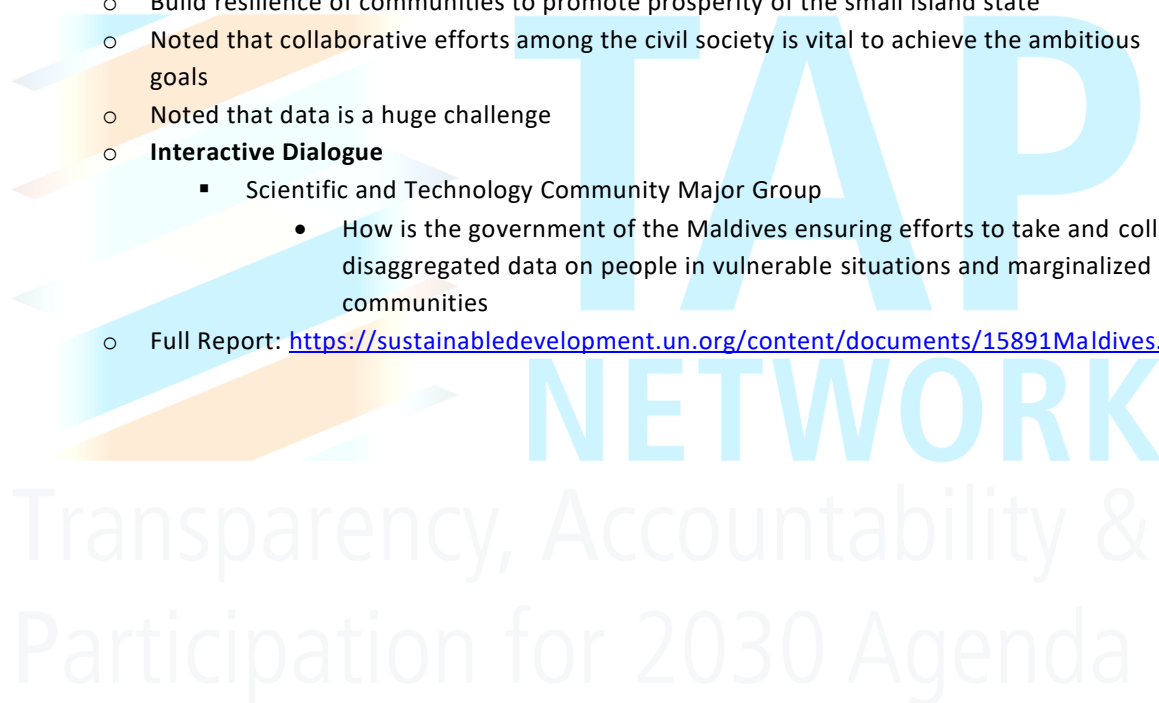 o Build resilience of communities to promote prosperity of the small island state
o Noted that collaborative efforts among the civil society is vital to achieve the ambitious
goals
o Noted that data is a huge challenge
o Interactive Dialogue
▪ Scientific and Technology Community Major Group
• How is the government of the Maldives ensuring efforts to take and coll
disaggregated data on people in vulnerable situations and marginalized
communities
o Full Report: https://sustainabledevelopment.un.org/content/documents/15891Maldives.
TAP
NETWORK
Transparency, Accountability &
Participation for 2030 Agenda